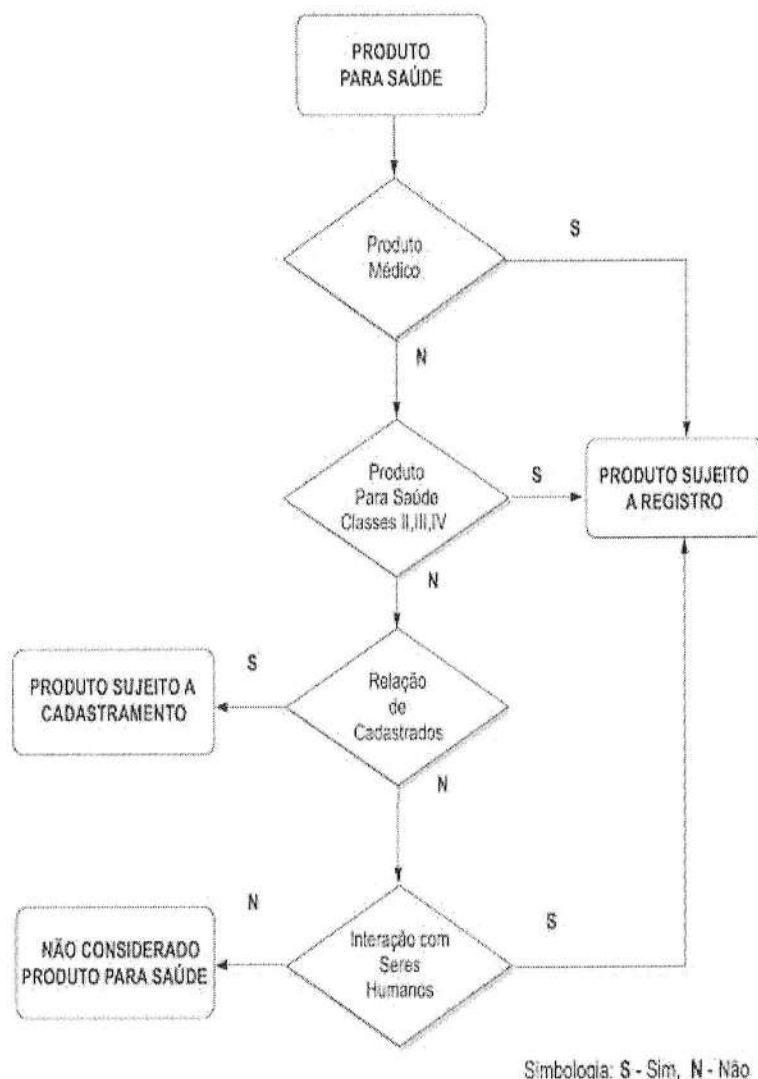 PRODUTO
PARA SAÚDE
Produto
Médico
S
N
Produto
Para Saúde
Classes II,III,IV
S
PRODUTO SUJEITO
A REGISTRO
N
Relação
de
Cadastrados
S
PRODUTO SUJEITO A
CADASTRAMENTO
N
Interação com
Seres
Humanos
N
NÃO CONSIDERADO
PRODUTO PARA SAÚDE
S
Simbologia: S - Sim, N - Não